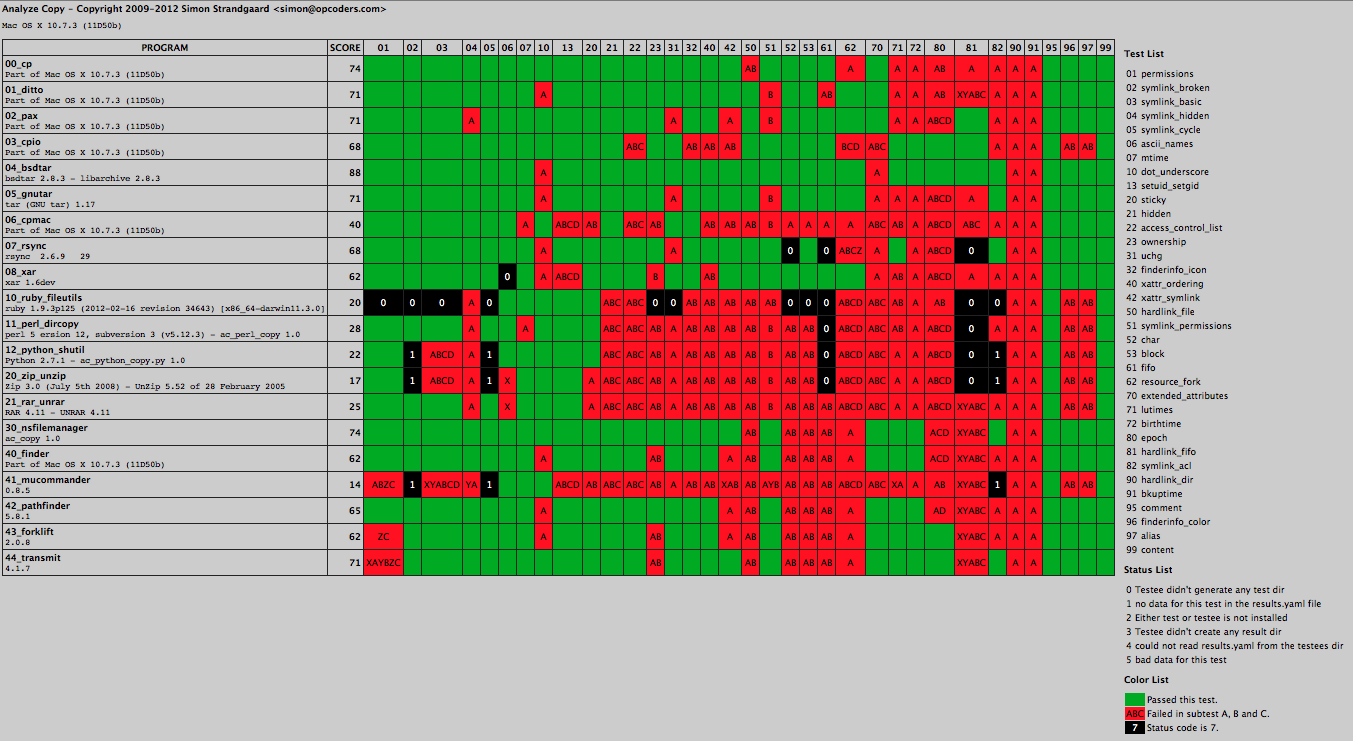 Analyze Copy - Copyright 2009-2012 Simon Strandgaard <simon@opcoders.com>
Mac OS X 10.7.3 (11D50b)
PROGRAM SCORE 01 02 03 04 05 06 07 10 13 20 21 22 23 31 32 40 42 50 51 52 53 61 62 70 71 72 80 81 82 90 91 95 96 97 99
00_cp
Part of Mac OS X 10.7.3 (11D50b)
74 AB A A A AB A A A A
01_ditto
Part of Mac OS X 10.7.3 (11D50b)
71 A B AB A A AB XYABC A A A
02_pax
Part of Mac OS X 10.7.3 (11D50b)
71 A A A B A A ABCD A A A
03_cpio
Part of Mac OS X 10.7.3 (11D50b)
68 ABC AB AB AB BCD ABC A A A AB AB
04_bsdtar
bsdtar 2.8.3 - libarchive 2.8.3
88 A A A A
05_gnutar
tar (GNU tar) 1.17
71 A A B A A A ABCD A A A
06_cpmac
Part of Mac OS X 10.7.3 (11D50b)
40 A ABCD AB ABC AB AB AB AB B A A A A ABC AB A ABCD ABC A A A
07_rsync
rsync 2.6.9 29
68 A A 0 0 ABCZ A A ABCD 0 A A
08_xar
xar 1.6dev
62 0 A ABCD B AB A AB A ABCD A A A A
10_ruby_fileutils
ruby 1.9.3p125 (2012-02-16 revision 34643) [x86_64-darwin11.3.0]
20 0 0 0 A 0 ABC ABC 0 0 AB AB AB AB AB 0 0 0 ABCD ABC A A ABCD 0 0 A A AB AB
11_perl_dircopy
perl 5 ersion 12, subversion 3 (v5.12.3) - ac_perl_copy 1.0
28 A A ABC ABC AB A AB AB AB AB B AB AB 0 ABCD ABC A A ABCD 0 A A A AB AB
12_python_shutil
Python 2.7.1 - ac_python_copy.py 1.0
22 1 ABCD A 1 ABC ABC AB A AB AB AB AB B AB AB 0 ABCD ABC A A ABCD 0 1 A A AB AB
20_zip_unzip
Zip 3.0 (July 5th 2008) - UnZip 5.52 of 28 February 2005
17 1 ABCD A 1 X A ABC ABC AB A AB AB AB AB B AB AB 0 ABCD ABC A A ABCD 0 1 A A AB AB
21_rar_unrar
RAR 4.11 - UNRAR 4.11
25 A X A ABC ABC AB A AB AB AB AB B AB AB AB ABCD ABC A A ABCD XYABC A A A AB AB
30_nsfilemanager
ac_copy 1.0
74 AB AB AB AB A ACD XYABC A A
40_finder
Part of Mac OS X 10.7.3 (11D50b)
62 A AB A AB AB AB AB A ACD XYABC A A A
41_mucommander
0.8.5
14 ABZC 1 XYABCD YA 1 ABCD AB ABC ABC AB A AB AB XAB AB AYB AB AB AB ABCD ABC XA A AB XYABC 1 A A AB AB
42_pathfinder
5.8.1
65 A A AB AB AB AB A AD XYABC A A A
43_forklift
2.0.8
62 ZC A AB A AB AB AB AB A XYABC A A A
44_transmit
4.1.7
71 XAYBZC AB AB AB AB AB A XYABC A A
Test List
01 permissions
02 symlink_broken
03 symlink_basic
04 symlink_hidden
05 symlink_cycle
06 ascii_names
07 mtime
10 dot_underscore
13 setuid_setgid
20 sticky
21 hidden
22 access_control_list
23 ownership
31 uchg
32 finderinfo_icon
40 xattr_ordering
42 xattr_symlink
50 hardlink_file
51 symlink_permissions
52 char
53 block
61 fifo
62 resource_fork
70 extended_attributes
71 lutimes
72 birthtime
80 epoch
81 hardlink_fifo
82 symlink_acl
90 hardlink_dir
91 bkuptime
95 comment
96 finderinfo_color
97 alias
99 content
Status List
0 Testee didn't generate any test dir
1 no data for this test in the results.yaml file
2 Either test or testee is not installed
3 Testee didn't create any result dir
4 could not read results.yaml from the testees dir
5 bad data for this test
Color List
Passed this test.
ABC Failed in subtest A, B and C.
7 Status code is 7.